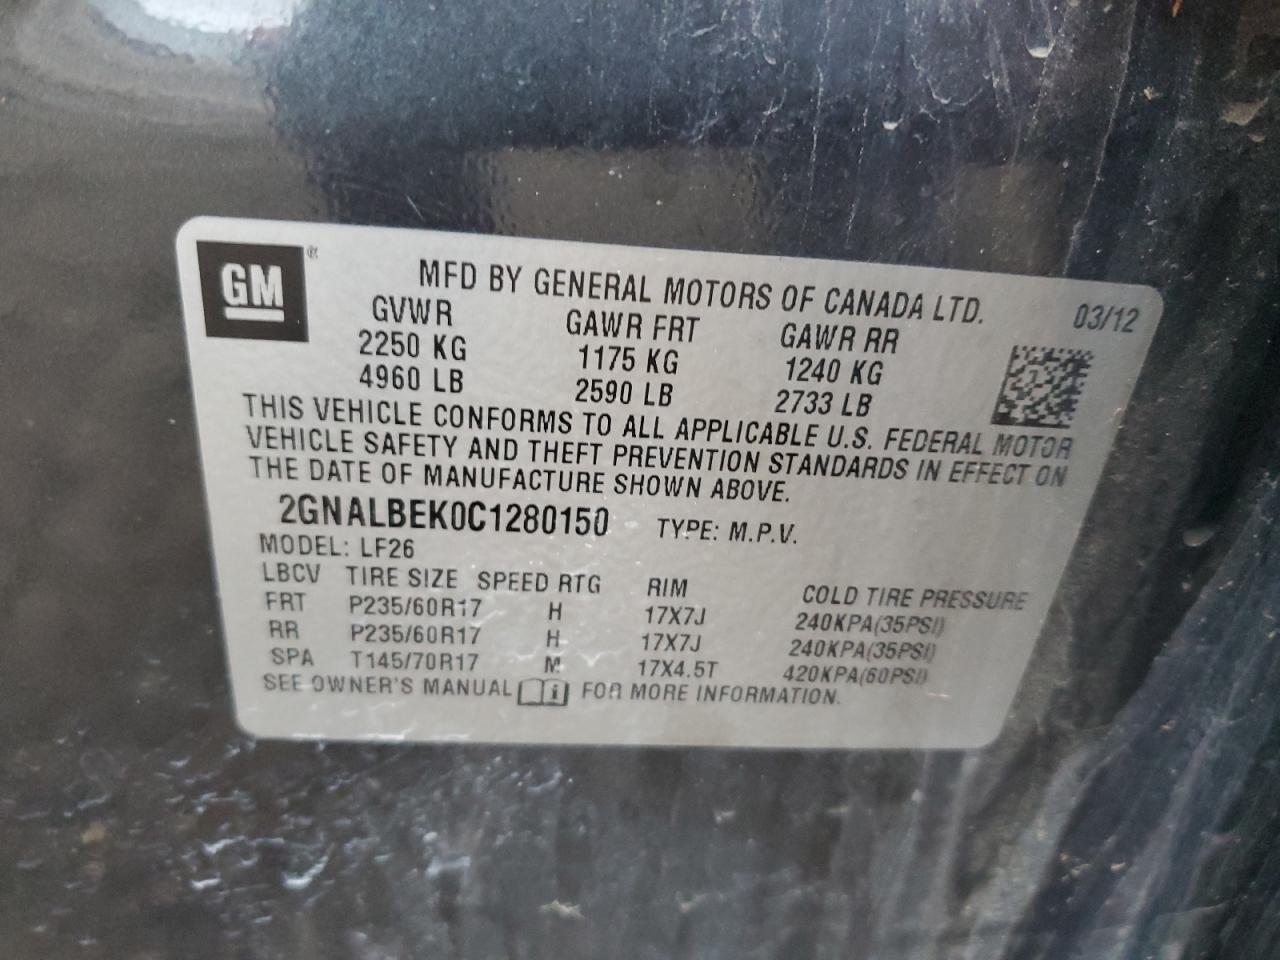 GM®
MFD BY GENERAL MOTORS OF CANADA LTD.
03/12
GVWR GAWR FRT GAWR RR
2250 KG 1175 KG 1240 KG
4960 LB 2590 LB 2733 LB
THIS VEHICLE CONFORMS TO ALL APPLICABLE U.S. FEDERAL MOTOR
VEHICLE SAFETY AND THEFT PREVENTION STANDARDS IN EFFECT ON
THE DATE OF MANUFACTURE SHOWN ABOVE.
2GNALBEK0C1280150 TYPE: M.P.V.
MODEL: LF26
LBCV TIRE SIZE SPEED RTG RIM COLD TIRE PRESSURE
FRT P235/60R17 H 17X7J 240KPA(35PSI)
RR P235/60R17 H 17X7J 240KPA(35PSI)
SPA T145/70R17 M 17X4.5T 420KPA(60PSI)
SEE OWNER'S MANUAL i FOR MORE INFORMATION.